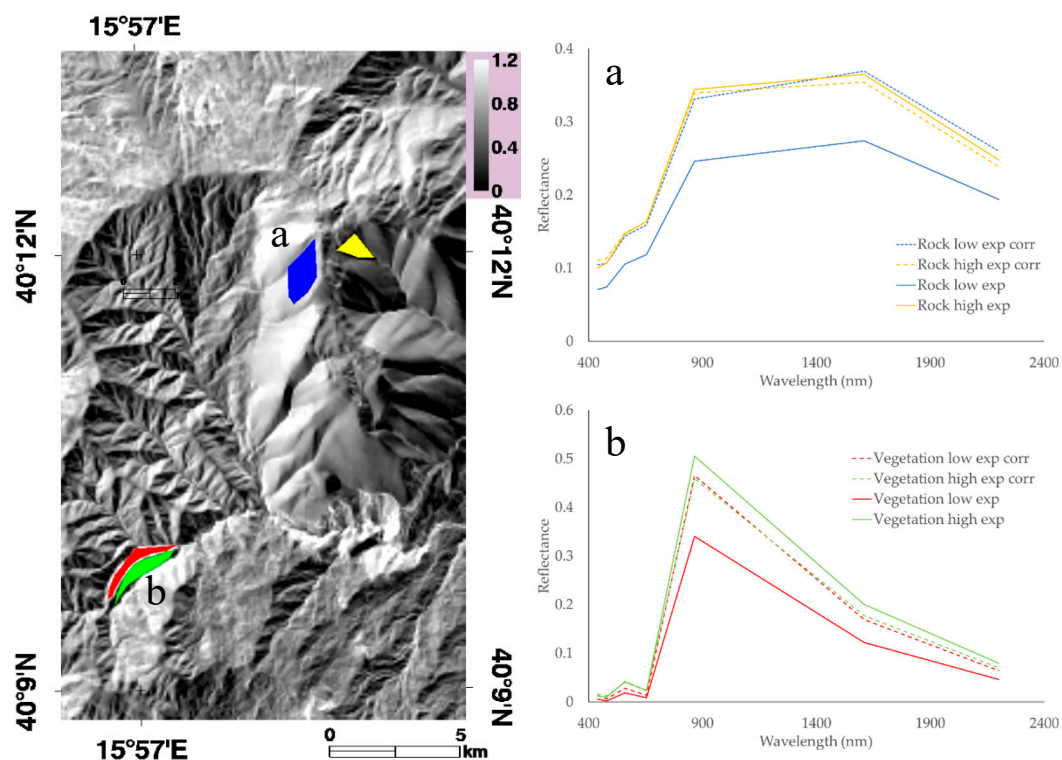 15°57'E
1.2
0.8
0.4
0
40°12'N
40°12'N
a
b
40°9'N
40°9'N
15°57'E
0
5
km
a
0.4
0.3
0.2
0.1
0
Reflectance
400
900
1400
1900
2400
Wavelength (nm)
Rock low exp corr
Rock high exp corr
Rock low exp
Rock high exp
b
0.6
0.5
0.4
0.3
0.2
0.1
0
Reflectance
400
900
1400
1900
2400
Wavelength (nm)
Vegetation low exp corr
Vegetation high exp corr
Vegetation low exp
Vegetation high exp